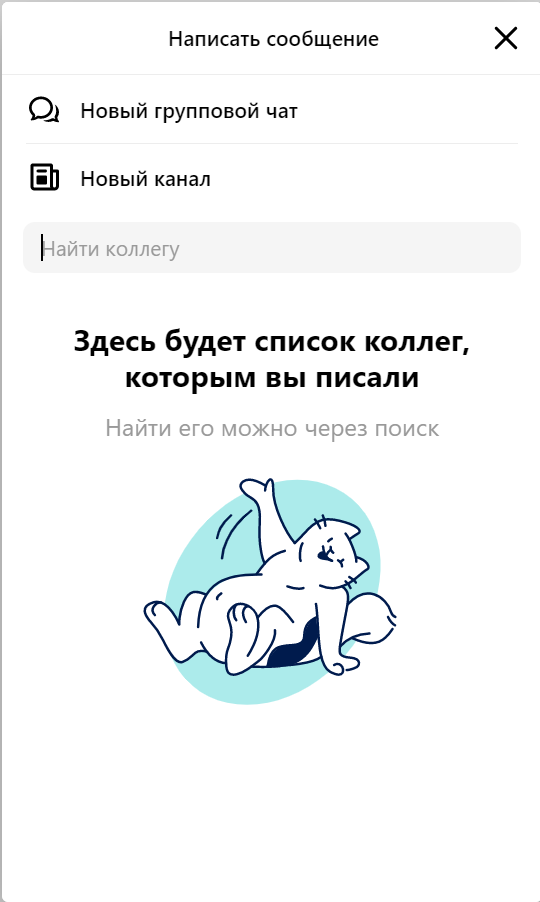 Написать сообщение
Новый групповой чат
Новый канал
Найти коллегу
Здесь будет список коллег,
которым вы писали
Найти его можно через поиск